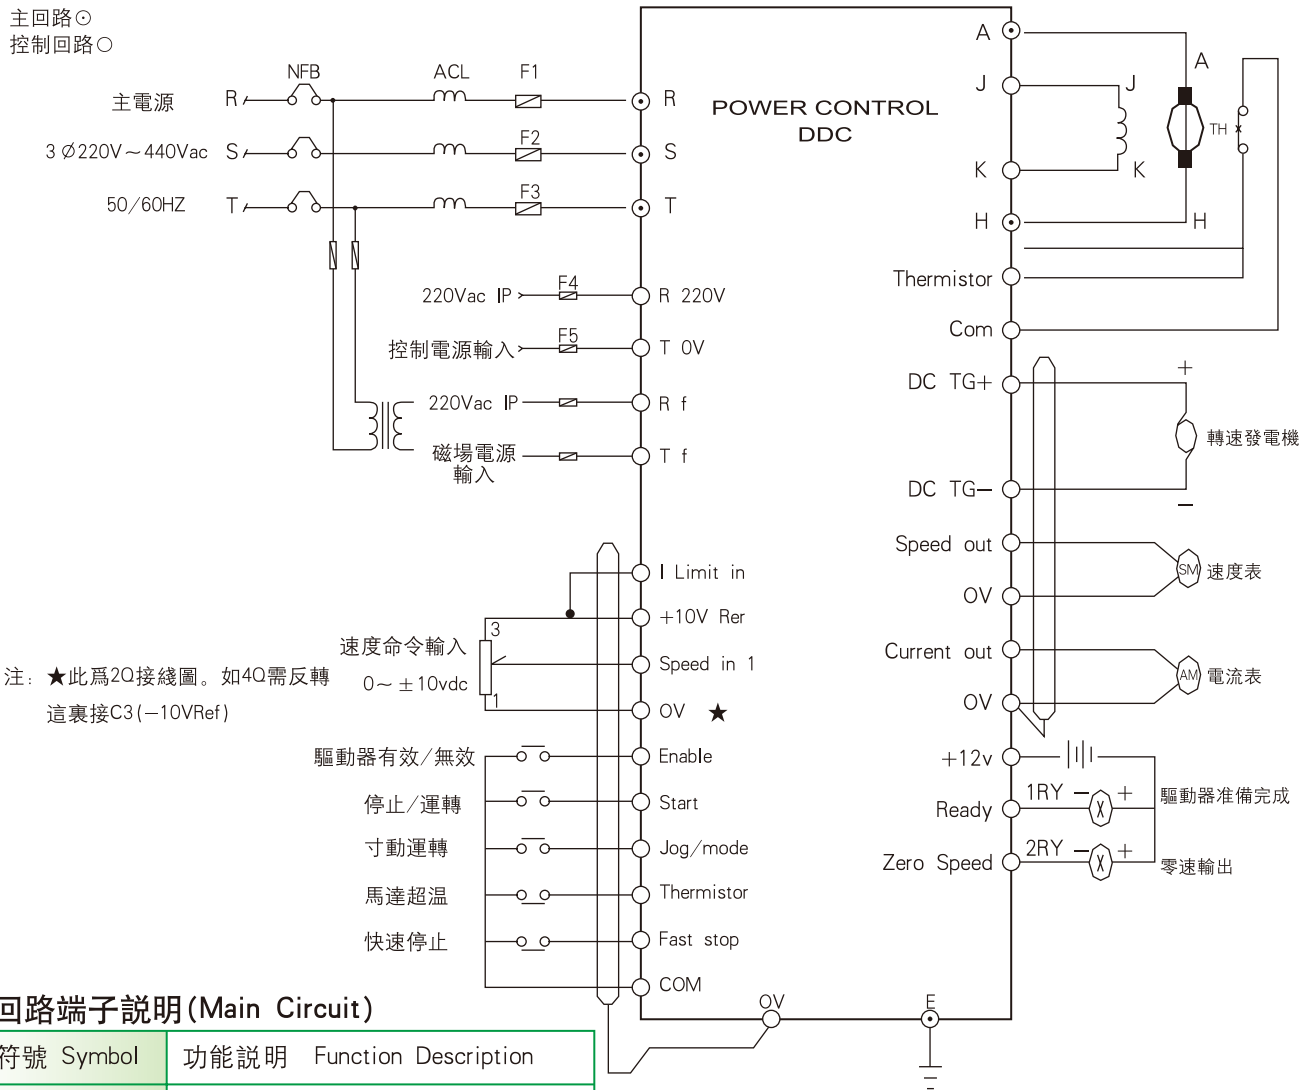 主回路⊙
控制回路○
NFB
ACL
F1
主電源
R
R
3 Ø220V～440Vac
S
F2
S
50/60HZ
T
F3
T
POWER CONTROL
DDC
A
J
K
H
A
J
K
H
TH
220Vac IP
F4
R 220V
控制電源輸入
F5
T 0V
220Vac IP
R f
磁場電源
輸入
T f
Thermistor
Com
DC TG+
+
轉速發電機
DC TG—
—
Speed out
SM
速度表
OV
Current out
AM
電流表
OV
+12v
Ready
1RY
—
+
驅動器准備完成
Zero Speed
2RY
—
+
零速輸出
I Limit in
+10V Rer
3
速度命令輸入
0～±10vdc
Speed in 1
1
OV ★
注: ★此爲2Q接綫圖。如4Q需反轉
這裏接C3(—10VRef)
驅動器有效/無效
Enable
停止/運轉
Start
寸動運轉
Jog/mode
馬達超温
Thermistor
快速停止
Fast stop
COM
OV
E
回路端子説明(Main Circuit)
符號 Symbol
功能説明 Function Description